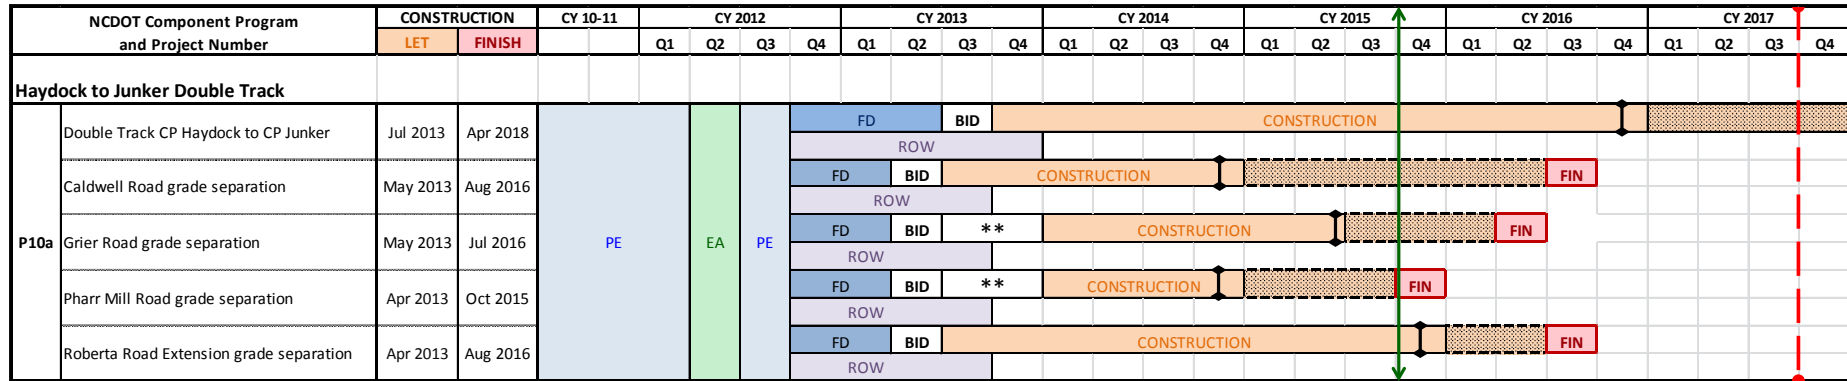 NCDOT Component Program and Project Number CONSTRUCTION CY 10-11 CY 2012 CY 2013 CY 2014 CY 2015 CY 2016 CY 2017
LET FINISH Q1 Q2 Q3 Q4 Q1 Q2 Q3 Q4 Q1 Q2 Q3 Q4 Q1 Q2 Q3 Q4 Q1 Q2 Q3 Q4 Q1 Q2 Q3 Q4
Haydock to Junker Double Track
P10a
PE EA PE
Double Track CP Haydock to CP Junker Jul 2013 Apr 2018 FD BID CONSTRUCTION
ROW
Caldwell Road grade separation May 2013 Aug 2016 FD BID CONSTRUCTION FIN
ROW
Grier Road grade separation May 2013 Jul 2016 FD BID ** CONSTRUCTION FIN
ROW
Pharr Mill Road grade separation Apr 2013 Oct 2015 FD BID ** CONSTRUCTION FIN
ROW
Roberta Road Extension grade separation Apr 2013 Aug 2016 FD BID CONSTRUCTION FIN
ROW